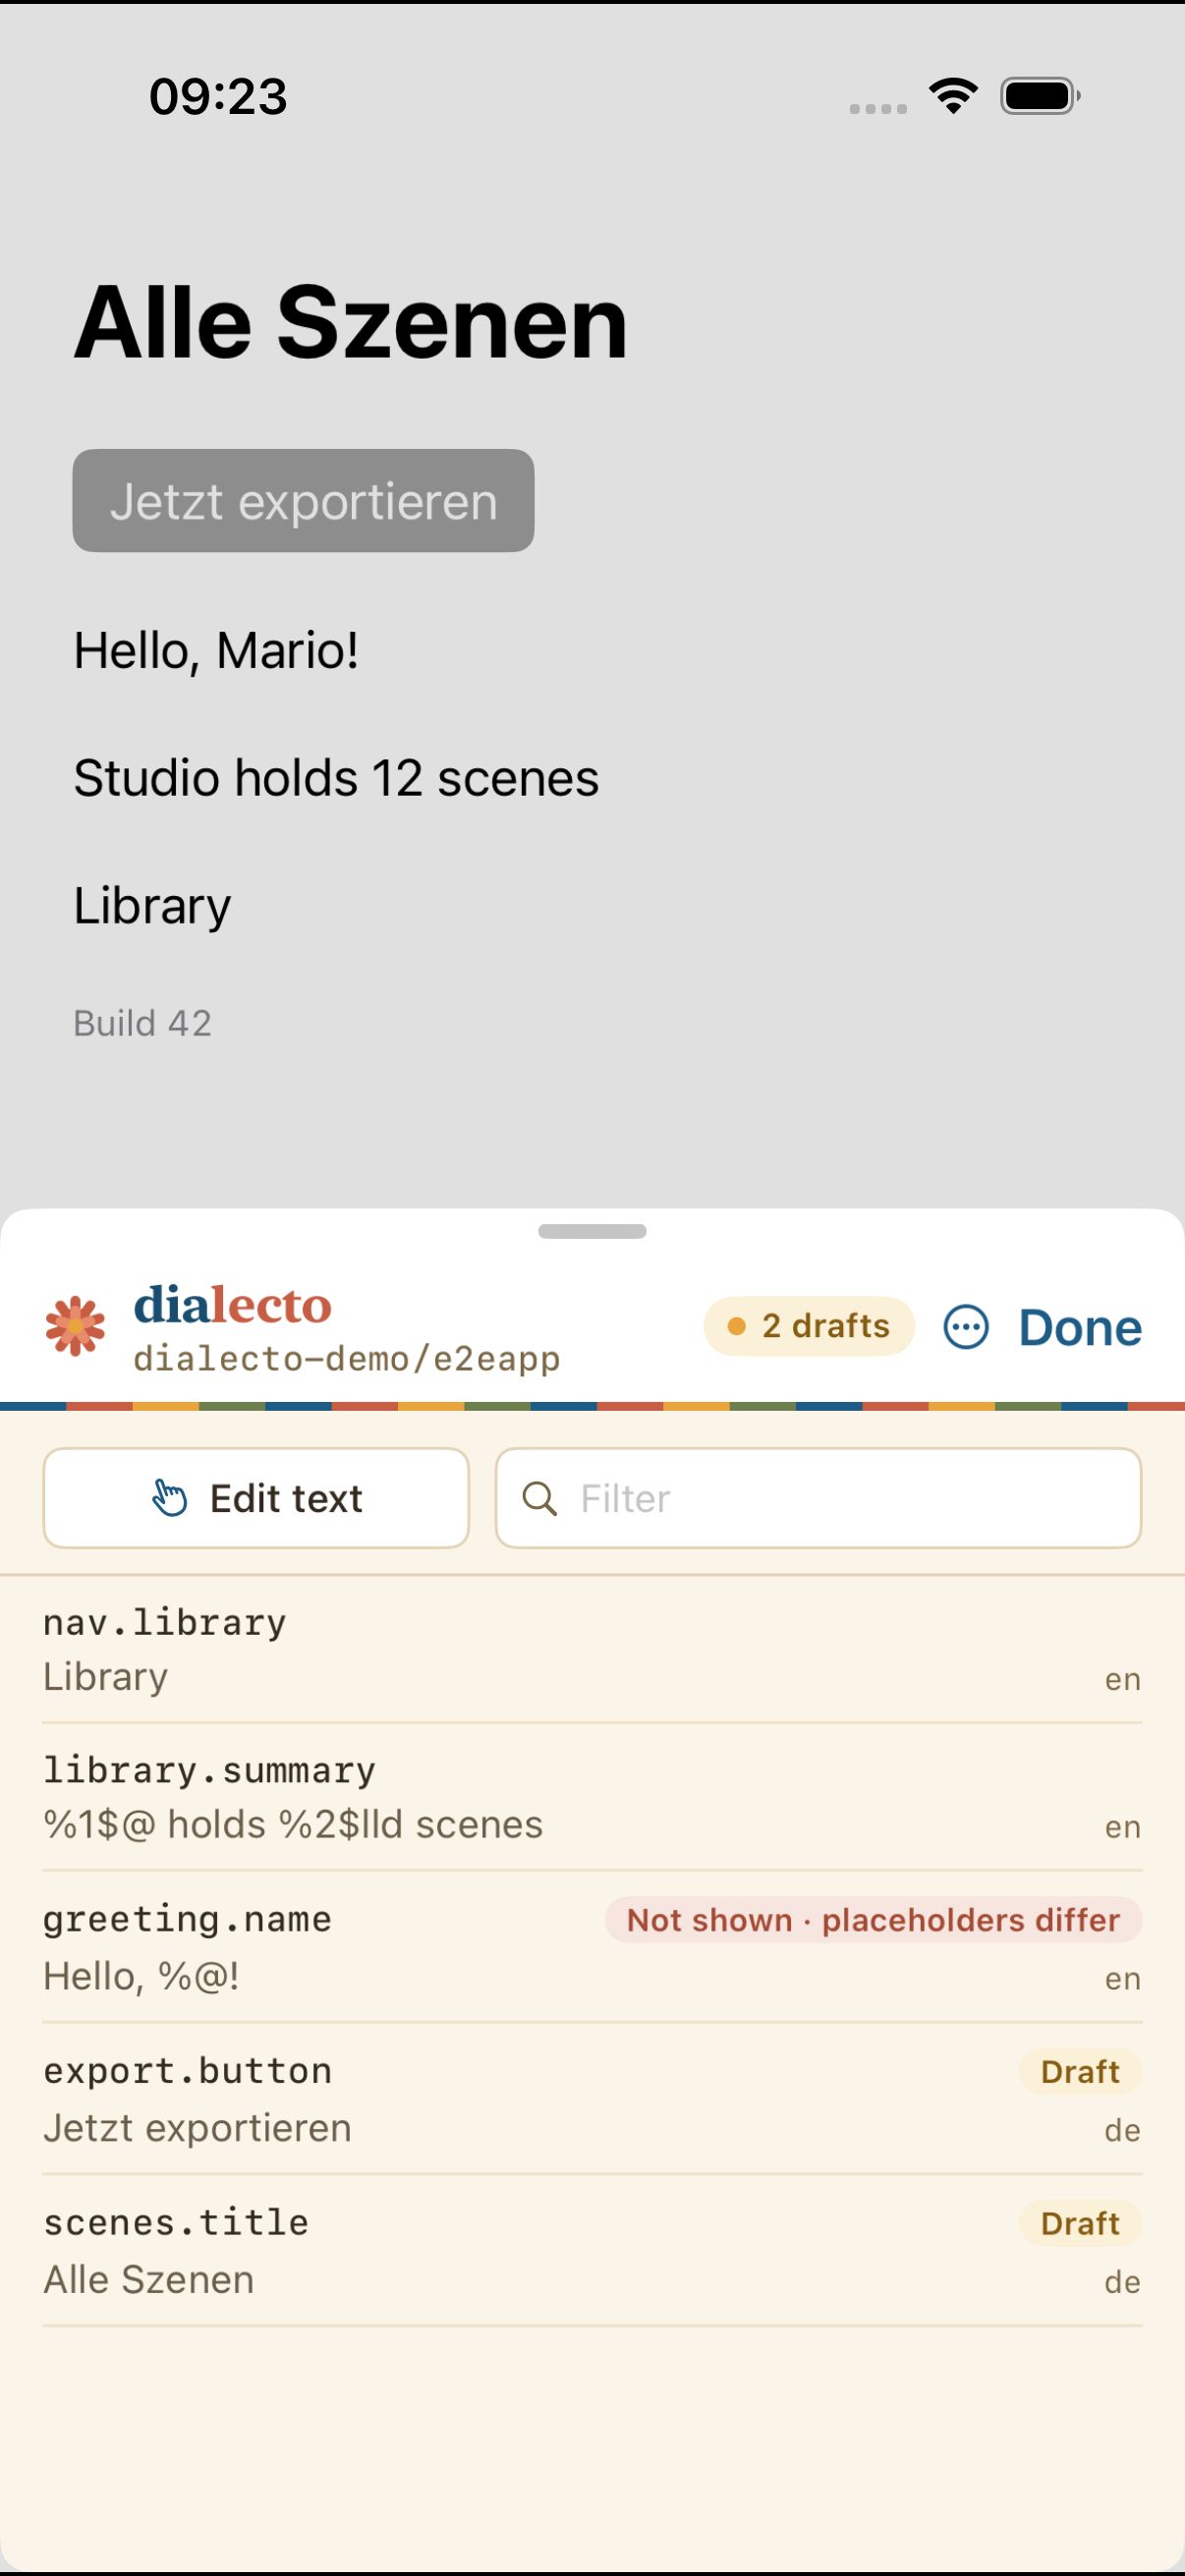 09:23
Alle Szenen
Jetzt exportieren
Hello, Mario!
Studio holds 12 scenes
Library
Build 42
dialecto
dialecto-demo/e2eapp
2 drafts
Done
Edit text
Filter
nav.library
Library
en
library.summary
%1$@ holds %2$lld scenes
en
greeting.name
Not shown · placeholders differ
Hello, %@!
en
export.button
Draft
Jetzt exportieren
de
scenes.title
Draft
Alle Szenen
de